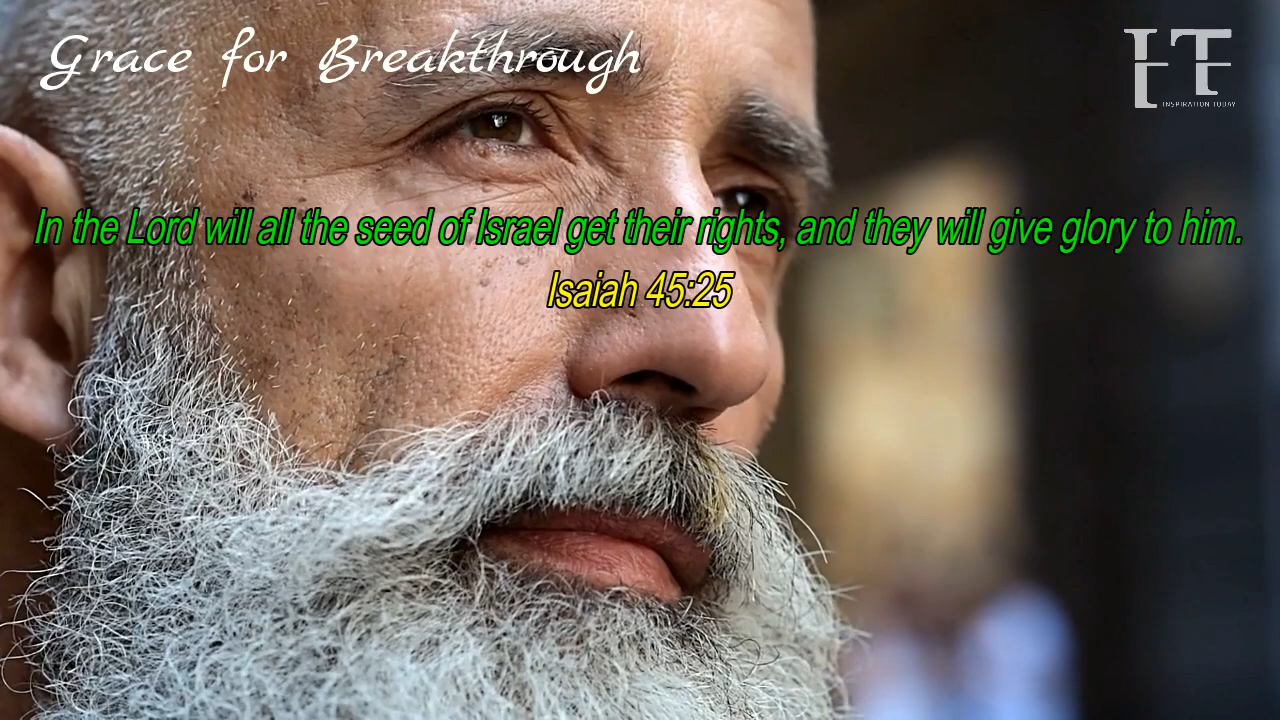 Grace for Breakthrough
INSPIRATION TODAY
In the Lord will all the seed of Israel get their rights, and they will give glory to him.
Isaiah 45:25